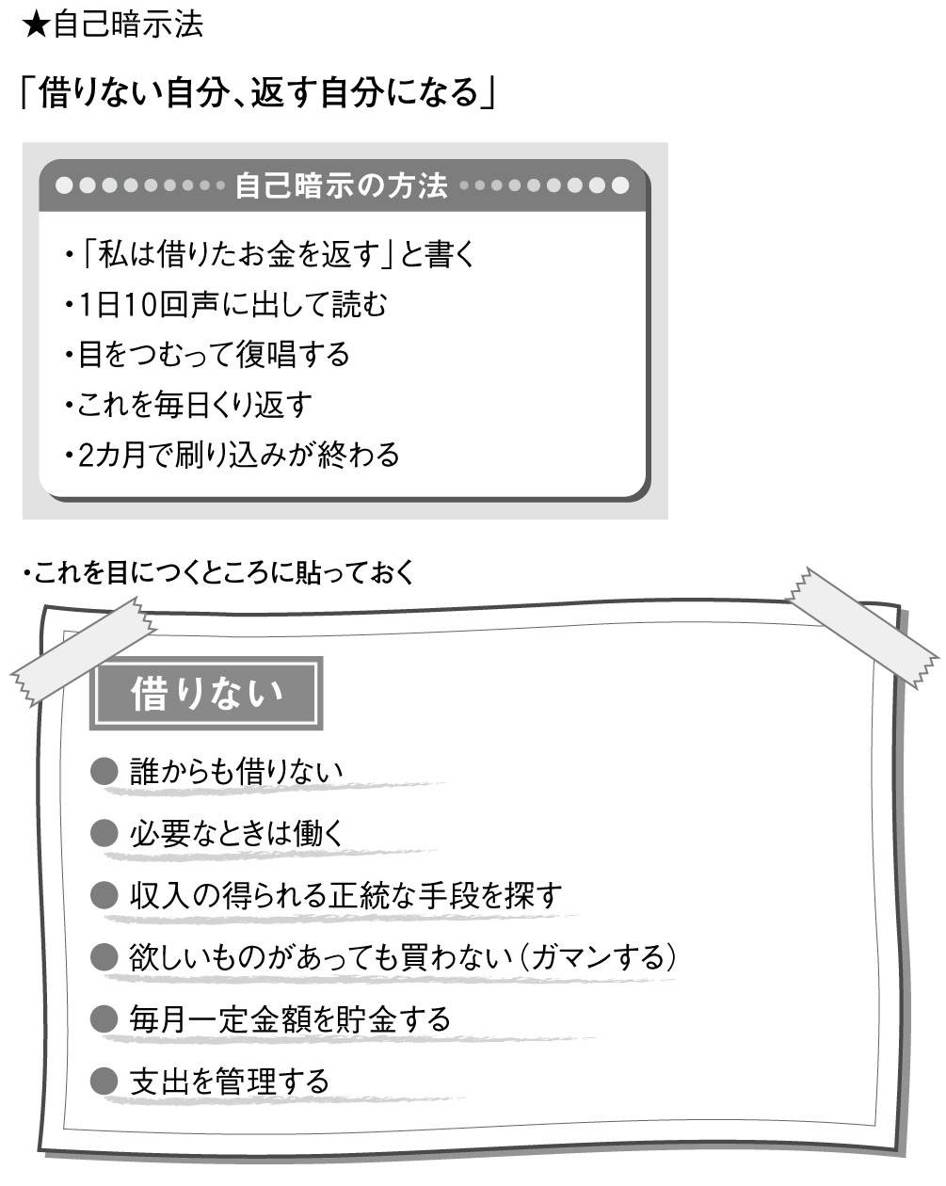 ★自己暗示法
「借りない自分、返す自分になる」
自己暗示の方法
・「私は借りたお金を返す」と書く
・1日10回声に出して読む
・目をつむって復唱する
・これを毎日くり返す
・2カ月で刷り込みが終わる
・これを目につくところに貼っておく
借りない
● 誰からも借りない
● 必要なときは働く
● 収入の得られる正統な手段を探す
● 欲しいものがあっても買わない（ガマンする）
● 毎月一定金額を貯金する
● 支出を管理する